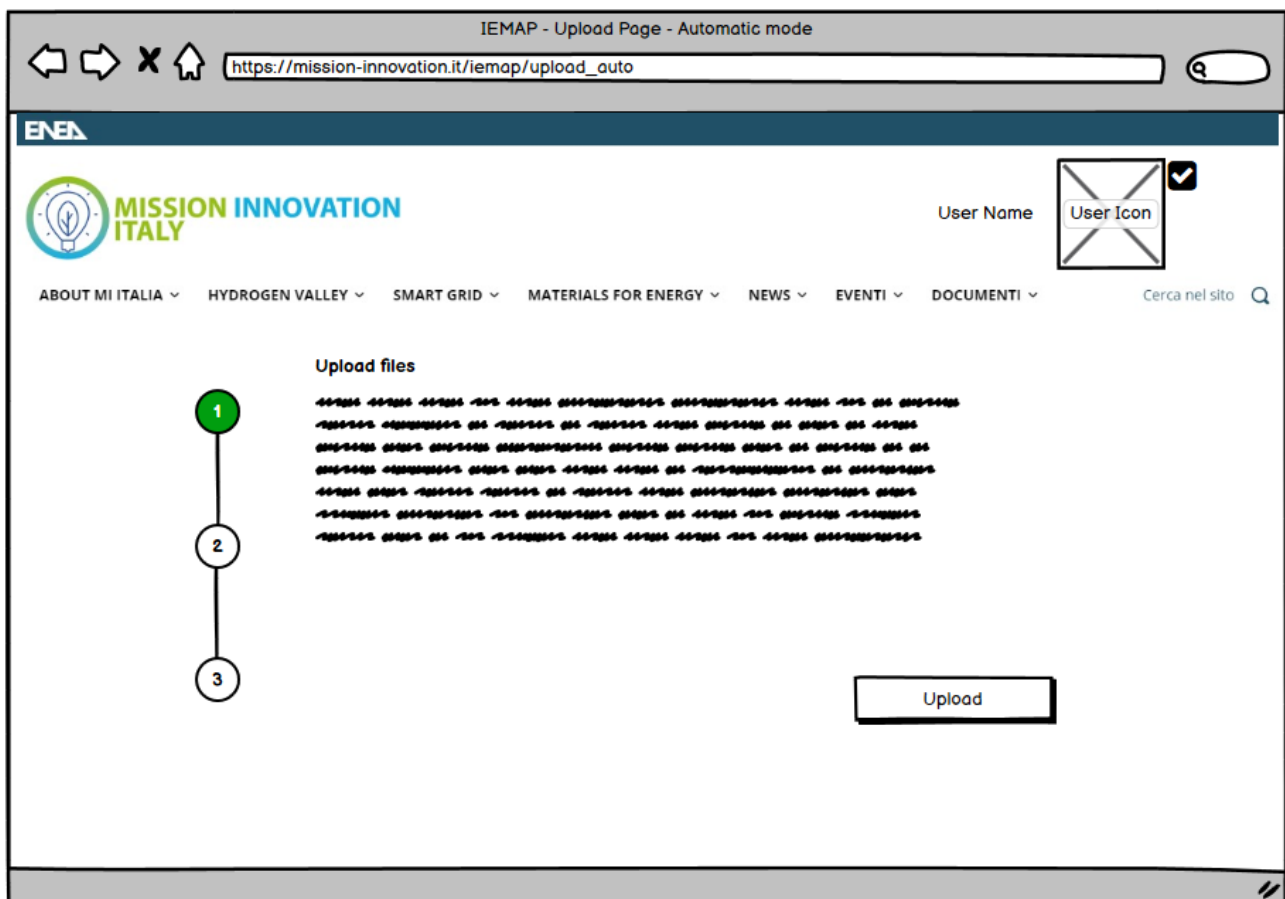 IEMAP - Upload Page - Automatic mode
https://mission-innovation.it/iemap/upload_auto
ENEA
MISSION INNOVATION
ITALY
User Name
User Icon
ABOUT MI ITALIA HYDROGEN VALLEY SMART GRID MATERIALS FOR ENERGY NEWS EVENTI DOCUMENTI Cerca nel sito
Upload files
1
2
3
Upload